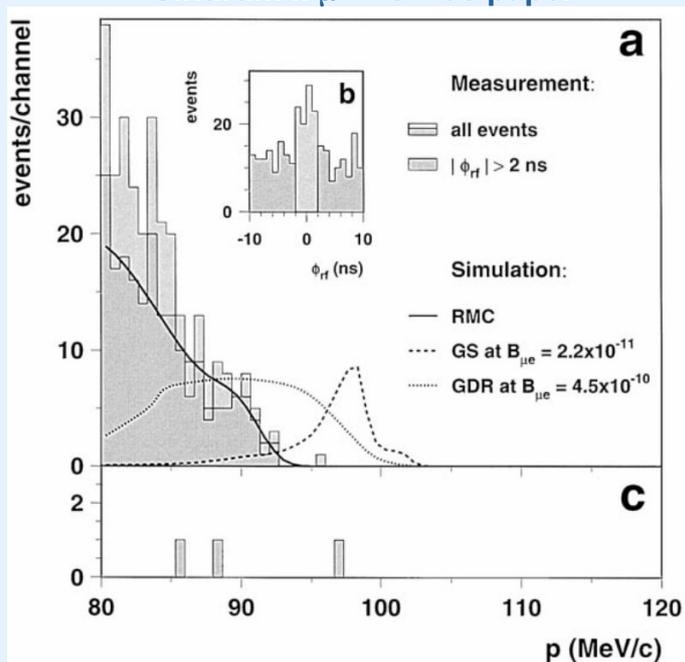 a
events/channel
30
20
10
0
b
events
20
0
-10 0 10
ϕrf (ns)
Measurement:
all events
| ϕrf | > 2 ns
Simulation:
RMC
GS at Bμe = 2.2x10-11
GDR at Bμe = 4.5x10-10
c
2
0
80 90 100 110 120
p (MeV/c)